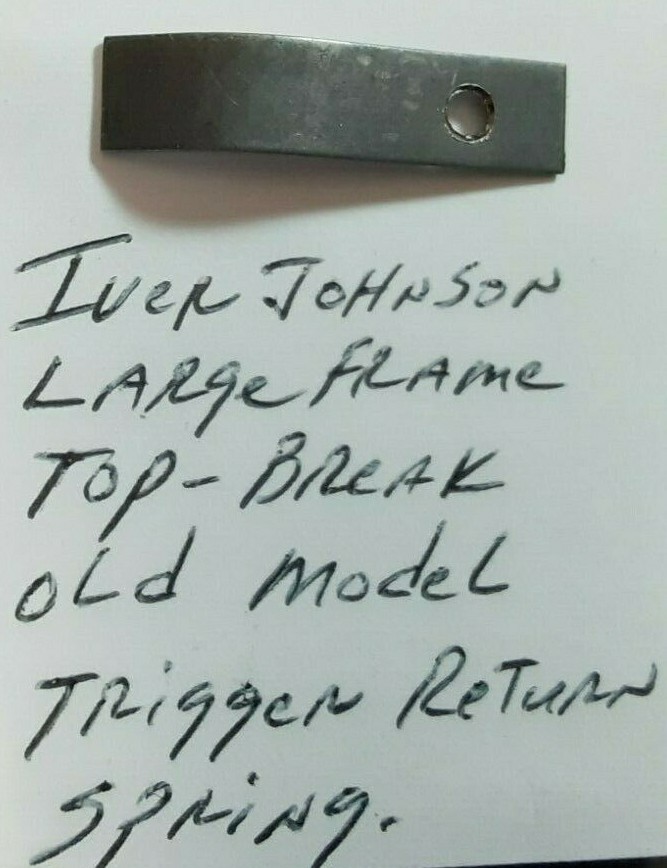 Iver Johnson
Large Frame
Top-Break
Old Model
Trigger Return
Spring.